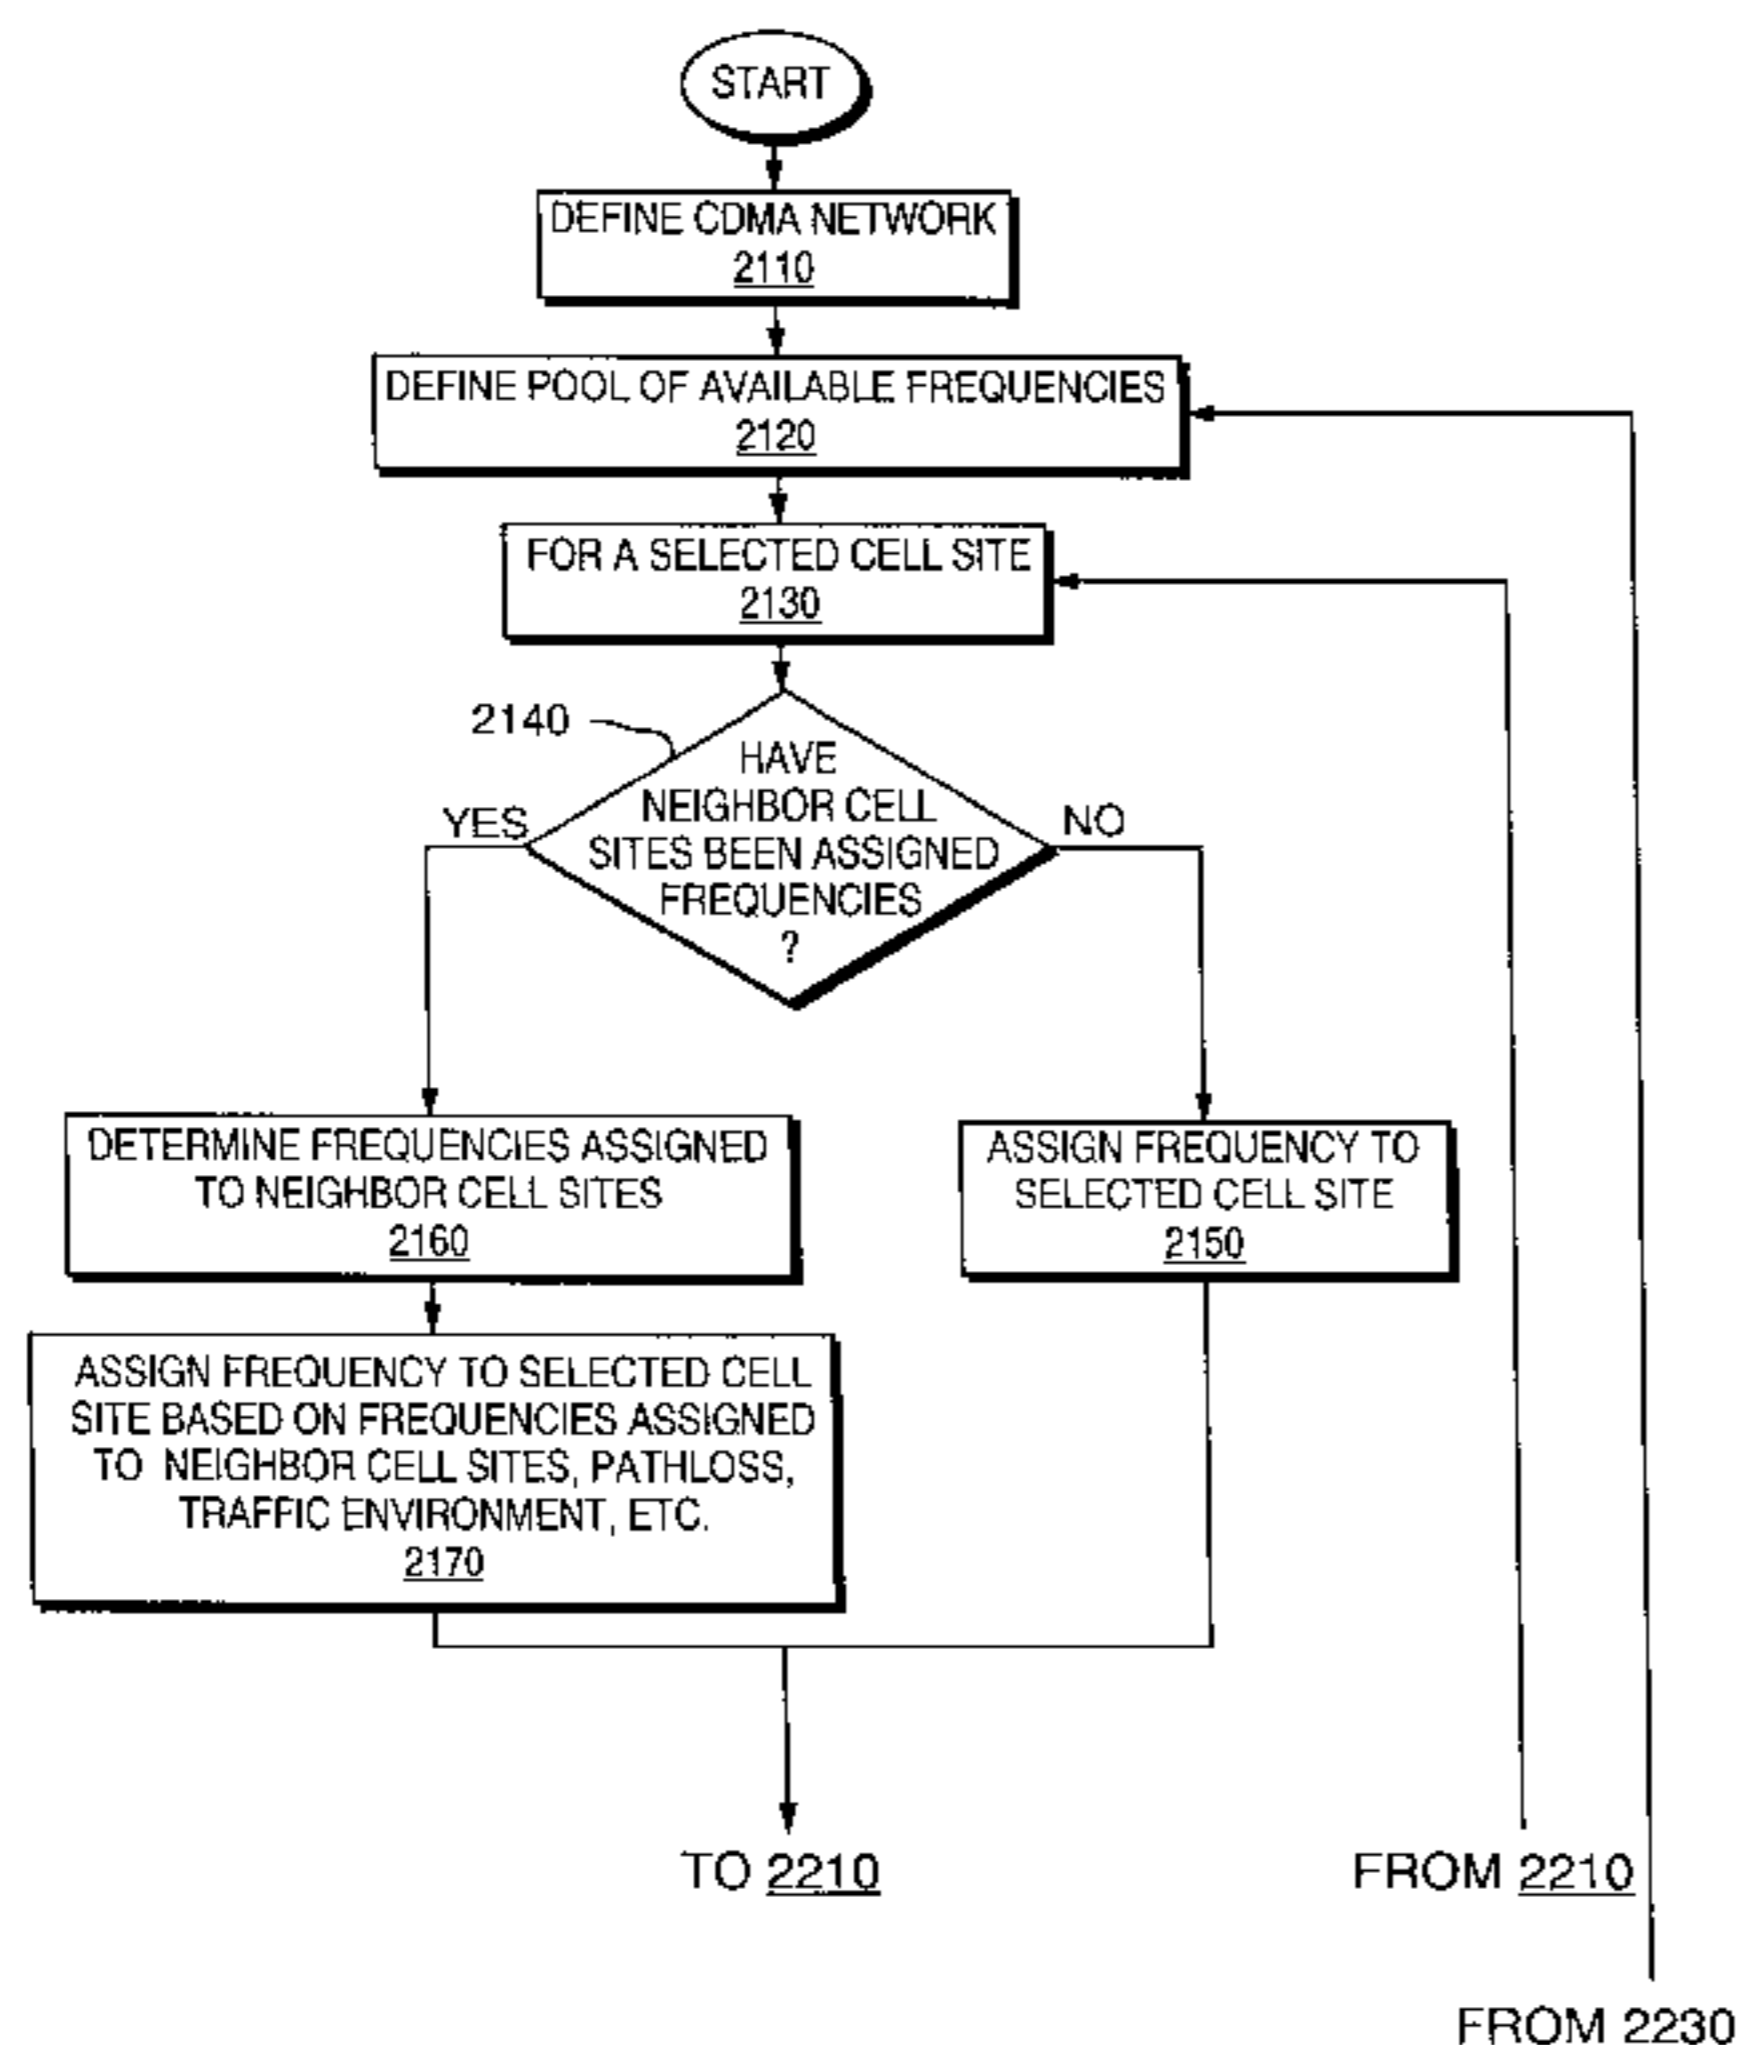 START
DEFINE CDMA NETWORK
2110
DEFINE POOL OF AVAILABLE FREQUENCIES
2120
FOR A SELECTED CELL SITE
2130
2140
HAVE
NEIGHBOR CELL
SITES BEEN ASSIGNED
FREQUENCIES
?
YES
NO
DETERMINE FREQUENCIES ASSIGNED
TO NEIGHBOR CELL SITES
2160
ASSIGN FREQUENCY TO
SELECTED CELL SITE
2150
ASSIGN FREQUENCY TO SELECTED CELL
SITE BASED ON FREQUENCIES ASSIGNED
TO NEIGHBOR CELL SITES, PATHLOSS,
TRAFFIC ENVIRONMENT, ETC.
2170
TO 2210
FROM 2210
FROM 2230